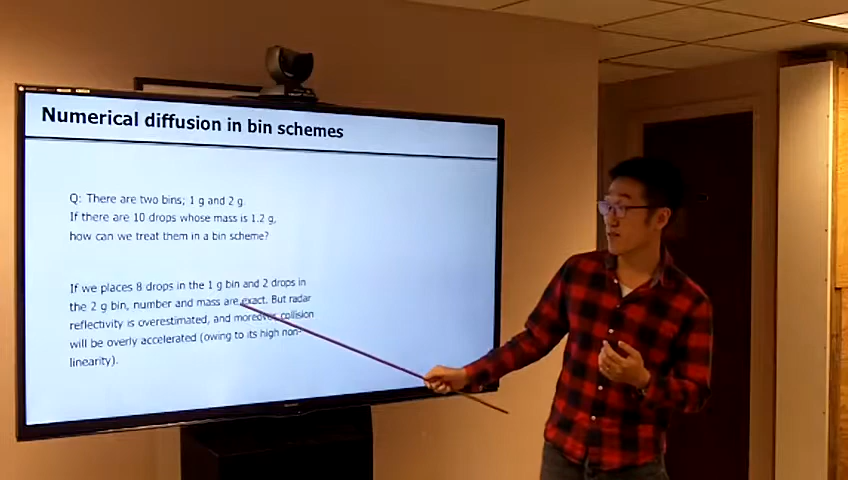 Numerical diffusion in bin schemes
Q: There are two bins; 1 g and 2 g.
If there are 10 drops whose mass is 1.2 g,
how can we treat them in a bin scheme?
If we places 8 drops in the 1 g bin and 2 drops in
the 2 g bin, number and mass are exact. But radar
reflectivity is overestimated, and moreover collision
will be overly accelerated (owing to its high non-
linearity).